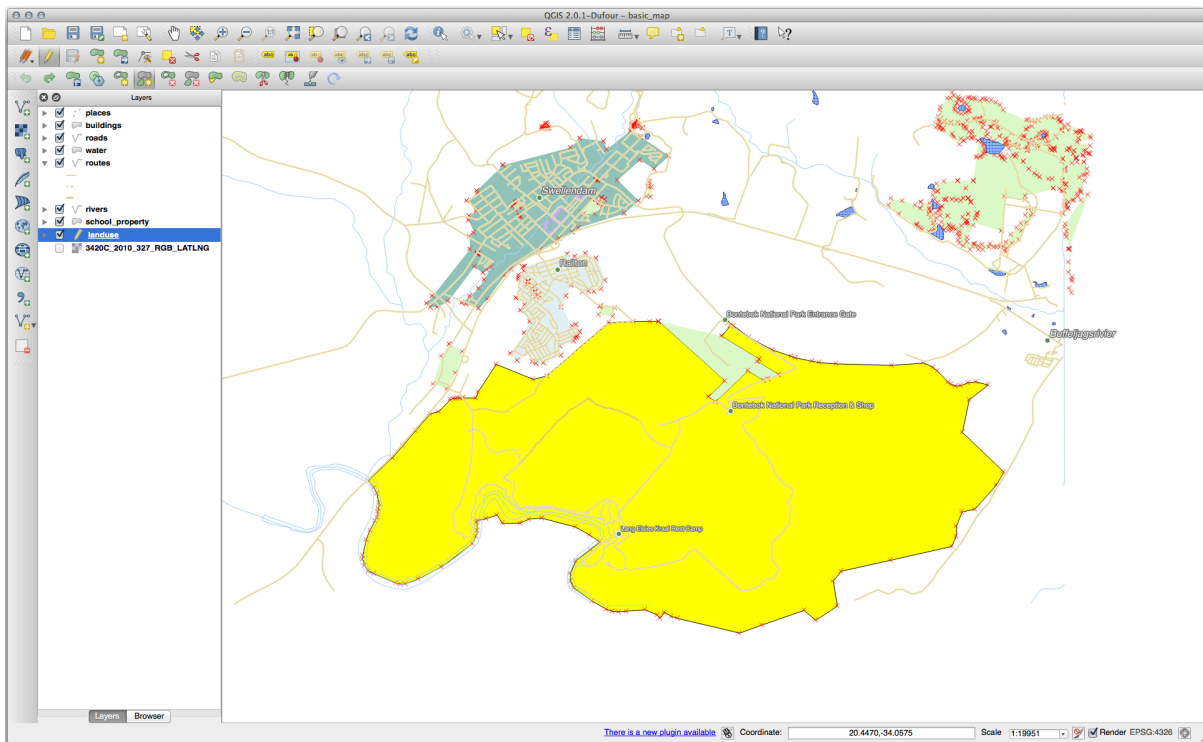 QGIS 2.0.1-Dufour – basic_map
Layers
places
buildings
roads
water
routes
rivers
school_property
landuse
3420C_2010_327_RGB_LATLNG
Swellendam
Railton
Bontebok National Park Entrance Gate
Buffeljagsrivier
Bontebok National Park Reception & Shop
Lang Elsies Kraal Rest Camp
Layers
Browser
There is a new plugin available
Coordinate:
20.4470,-34.0575
Scale
1:19951
Render
EPSG:4326